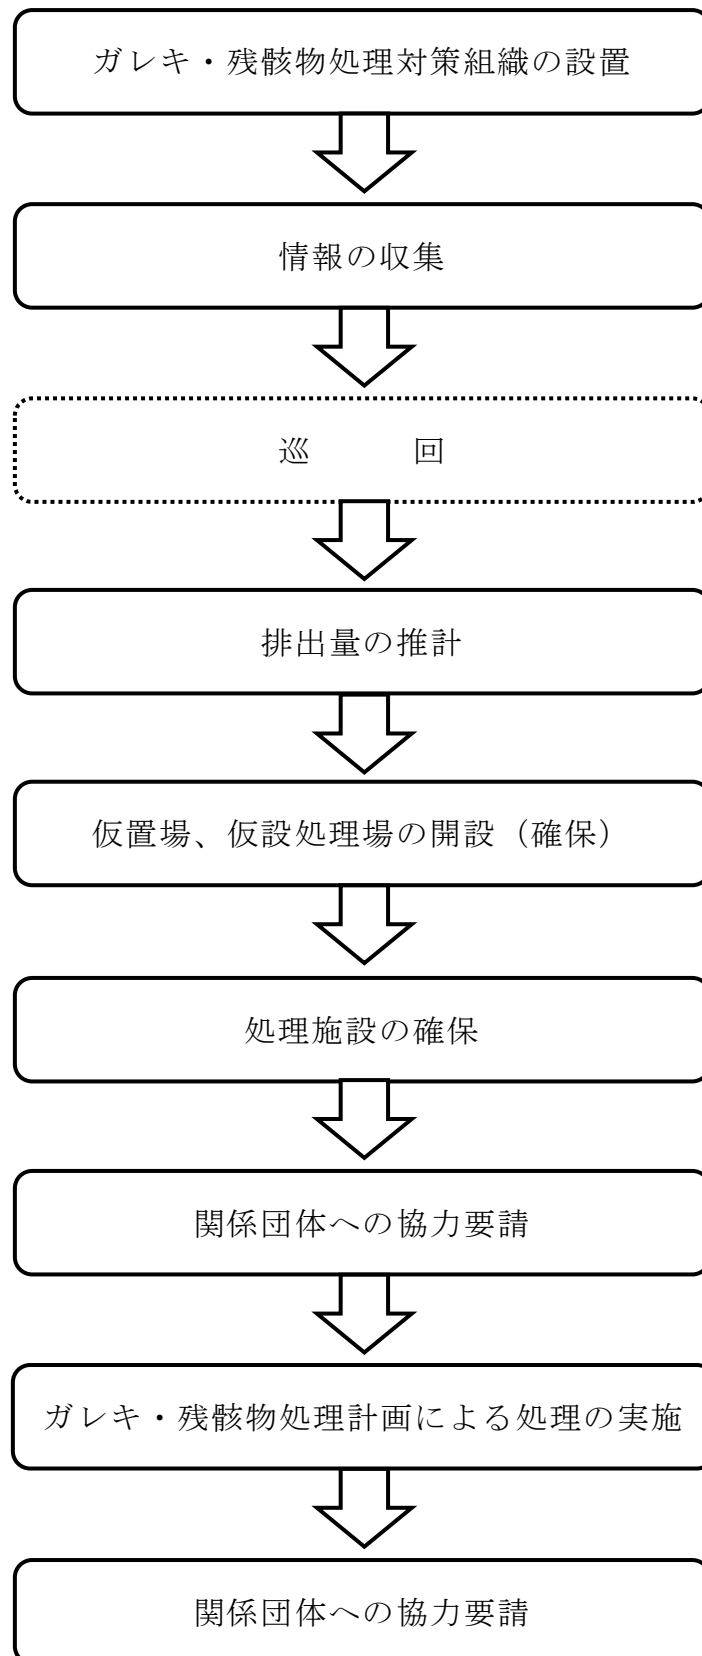 ガレキ・残骸物処理対策組織の設置
情報の収集
巡　　　回
排出量の推計
仮置場、仮設処理場の開設（確保）
処理施設の確保
関係団体への協力要請
ガレキ・残骸物処理計画による処理の実施
関係団体への協力要請